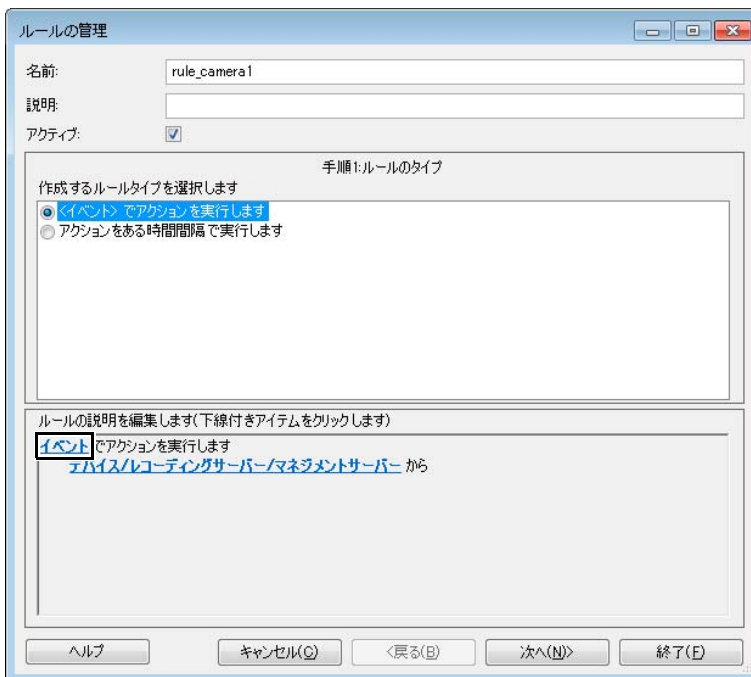 ルールの管理
名前:
rule_camera1
説明:
アクティブ:
手順1:ルールのタイプ
作成するルールタイプを選択します
<イベント> でアクションを実行します
アクションをある時間間隔で実行します
ルールの説明を編集します(下線付きアイテムをクリックします)
イベント でアクションを実行します
デバイス/レコーディングサーバー/マネジメントサーバー から
ヘルプ
キャンセル(C)
<戻る(B)
次へ(N)>
終了(F)